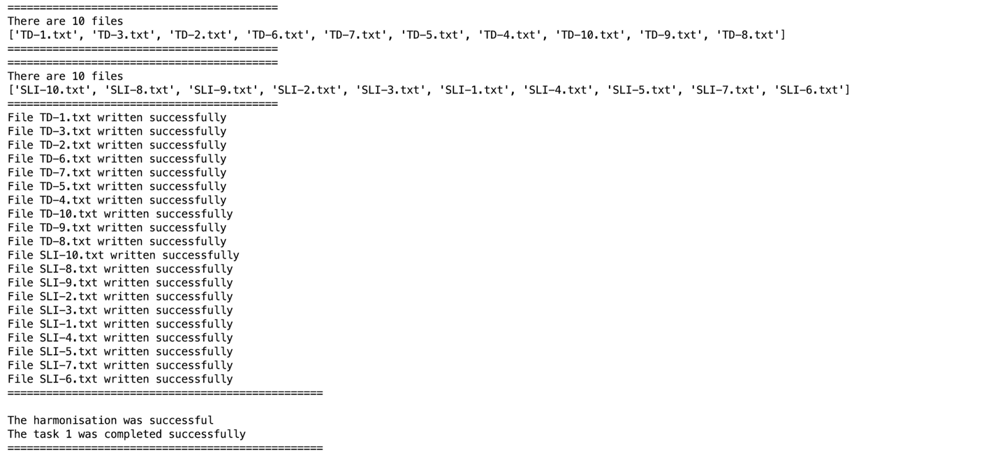 ==========================================
There are 10 files
['TD-1.txt', 'TD-3.txt', 'TD-2.txt', 'TD-6.txt', 'TD-7.txt', 'TD-5.txt', 'TD-4.txt', 'TD-10.txt', 'TD-9.txt', 'TD-8.txt']
==========================================
==========================================
There are 10 files
['SLI-10.txt', 'SLI-8.txt', 'SLI-9.txt', 'SLI-2.txt', 'SLI-3.txt', 'SLI-1.txt', 'SLI-4.txt', 'SLI-5.txt', 'SLI-7.txt', 'SLI-6.txt']
==========================================
File TD-1.txt written successfully
File TD-3.txt written successfully
File TD-2.txt written successfully
File TD-6.txt written successfully
File TD-7.txt written successfully
File TD-5.txt written successfully
File TD-4.txt written successfully
File TD-10.txt written successfully
File TD-9.txt written successfully
File TD-8.txt written successfully
File SLI-10.txt written successfully
File SLI-8.txt written successfully
File SLI-9.txt written successfully
File SLI-2.txt written successfully
File SLI-3.txt written successfully
File SLI-1.txt written successfully
File SLI-4.txt written successfully
File SLI-5.txt written successfully
File SLI-7.txt written successfully
File SLI-6.txt written successfully
=================================================
The harmonisation was successful
The task 1 was completed successfully
=================================================